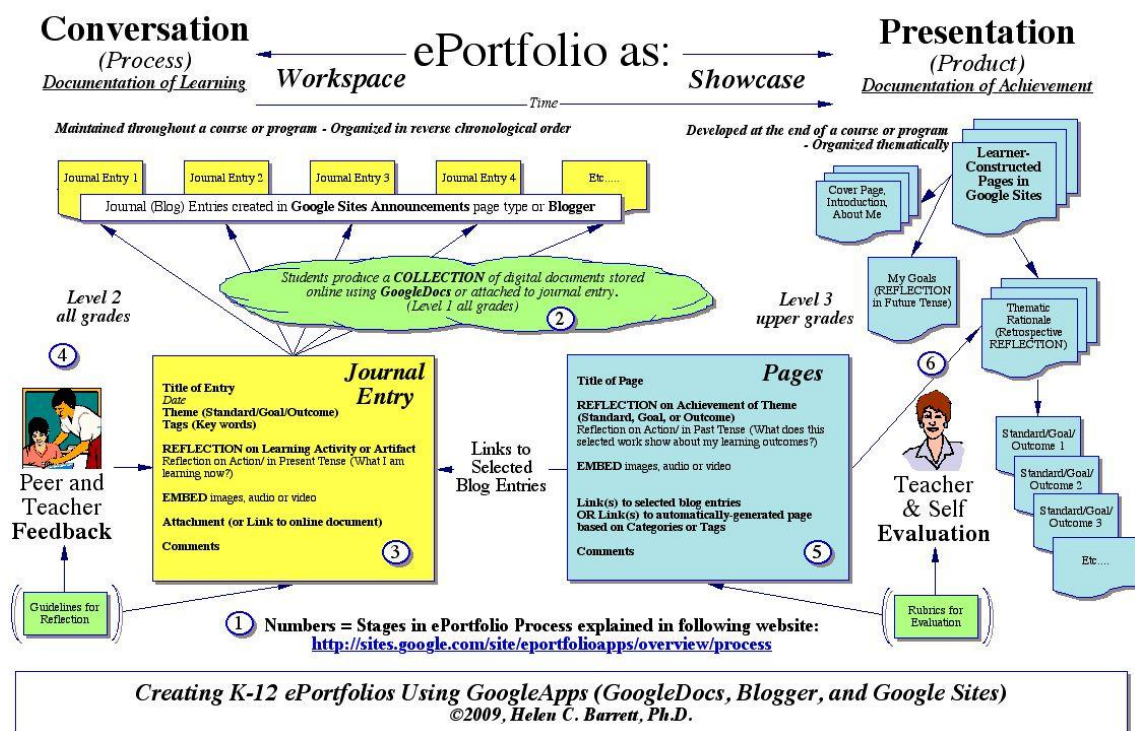 Conversation
(Process)
Documentation of Learning
ePortfolio as:
Workspace
Showcase
Presentation
(Product)
Documentation of Achievement
Time
Maintained throughout a course or program - Organized in reverse chronological order
Developed at the end of a course or program
- Organized thematically
Journal Entry 1
Journal Entry 2
Journal Entry 3
Journal Entry 4
Etc.....
Journal (Blog) Entries created in Google Sites Announcements page type or Blogger
Cover Page,
Introduction,
About Me
Learner-
Constructed
Pages in
Google Sites
Students produce a COLLECTION of digital documents stored
online using GoogleDocs or attached to journal entry.
(Level 1 all grades)
2
Level 2
all grades
Level 3
upper grades
My Goals
(REFLECTION
in Future Tense)
Thematic
Rationale
(Retrospective
REFLECTION)
4
Peer and
Teacher
Feedback
Guidelines for
Reflection
Journal
Entry
Title of Entry
Date
Theme (Standard/Goal/Outcome)
Tags (Key words)
REFLECTION on Learning Activity or Artifact
Reflection on Action/ in Present Tense (What I am
learning now?)
EMBED images, audio or video
Attachment (or Link to online document)
Comments
3
Links to
Selected
Blog Entries
Pages
Title of Page
REFLECTION on Achievement of Theme
(Standard, Goal, or Outcome)
Reflection on Action/ in Past Tense (What does this
selected work show about my learning outcomes?)
EMBED images, audio or video
Link(s) to selected blog entries
OR Link(s) to automatically-generated page
based on Categories or Tags
Comments
5
6
Teacher
& Self
Evaluation
Rubrics for
Evaluation
Standard/Goal/
Outcome 1
Standard/Goal/
Outcome 2
Standard/Goal/
Outcome 3
Etc....
1 Numbers = Stages in ePortfolio Process explained in following website:
http://sites.google.com/site/eportfolioapps/overview/process
Creating K-12 ePortfolios Using GoogleApps (GoogleDocs, Blogger, and Google Sites)
©2009, Helen C. Barrett, Ph.D.